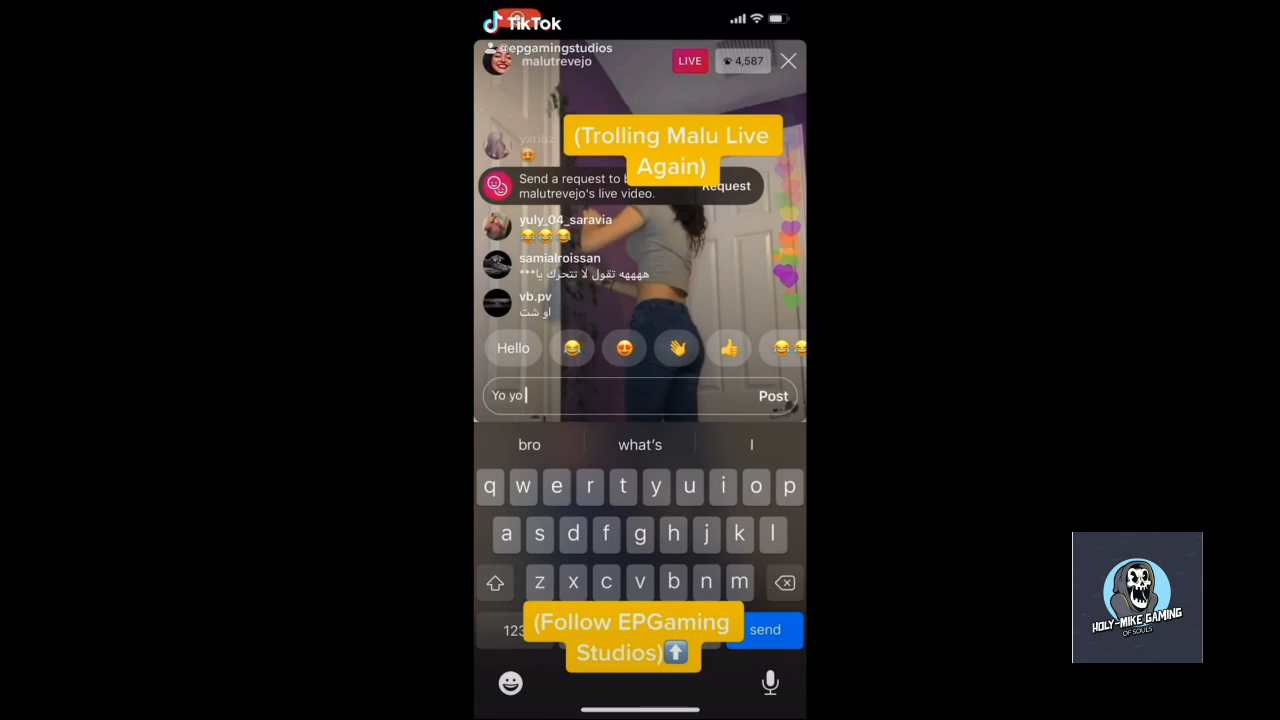 TikTok
@epgamingstudios
malutrevejo
LIVE
4,587
(Trolling Malu Live
Again)
yxrinz
😍
Send a request to b
malutrevejo's live video.
Request
yuly_04_saravia
😂😂😂
samialroissan
ههههه تقول لا تتحرك يا***
vb.pv
او شت
Hello 😂 😍 👋 👍 😂😂
Yo yo
Post
bro what's I
q w e r t y u i o p
a s d f g h j k l
z x c v b n m
123
send
(Follow EPGaming
Studios)⬆️
HOLY-MIKE GAMING
OF SOULS